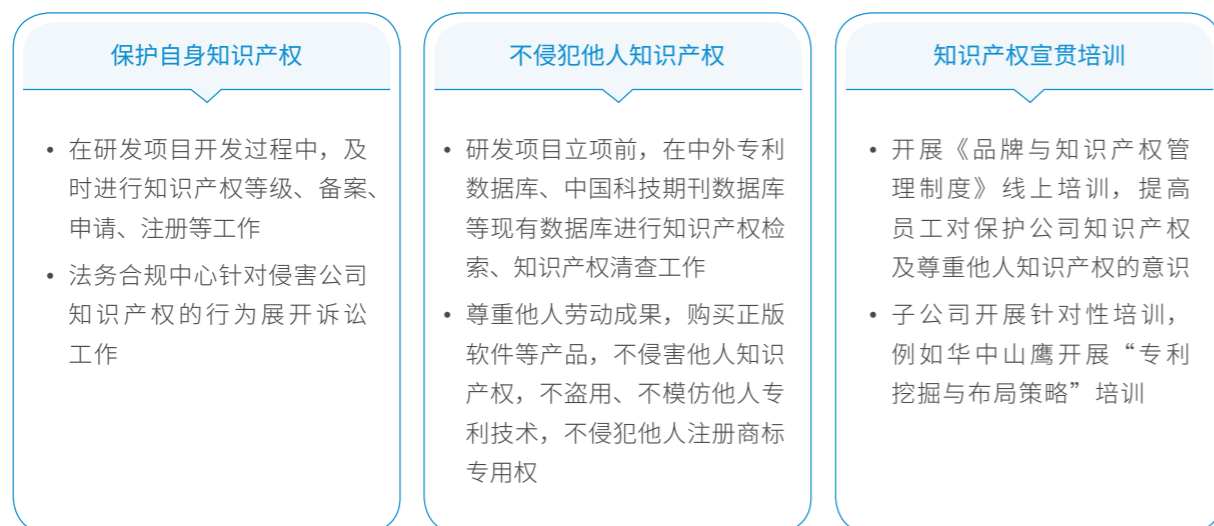 保护自身知识产权
• 在研发项目开发过程中，及
时进行知识产权等级、备案、
申请、注册等工作
• 法务合规中心针对侵害公司
知识产权的行为展开诉讼
工作
不侵犯他人知识产权
• 研发项目立项前，在中外专利
数据库、中国科技期刊数据库
等现有数据库进行知识产权检
索、知识产权清查工作
• 尊重他人劳动成果，购买正版
软件等产品，不侵害他人知识
产权，不盗用、不模仿他人专
利技术，不侵犯他人注册商标
专用权
知识产权宣贯培训
• 开展《品牌与知识产权管
理制度》线上培训，提高
员工对保护公司知识产权
及尊重他人知识产权的意识
• 子公司开展针对性培训，
例如华中山鹰开展“专利
挖掘与布局策略”培训